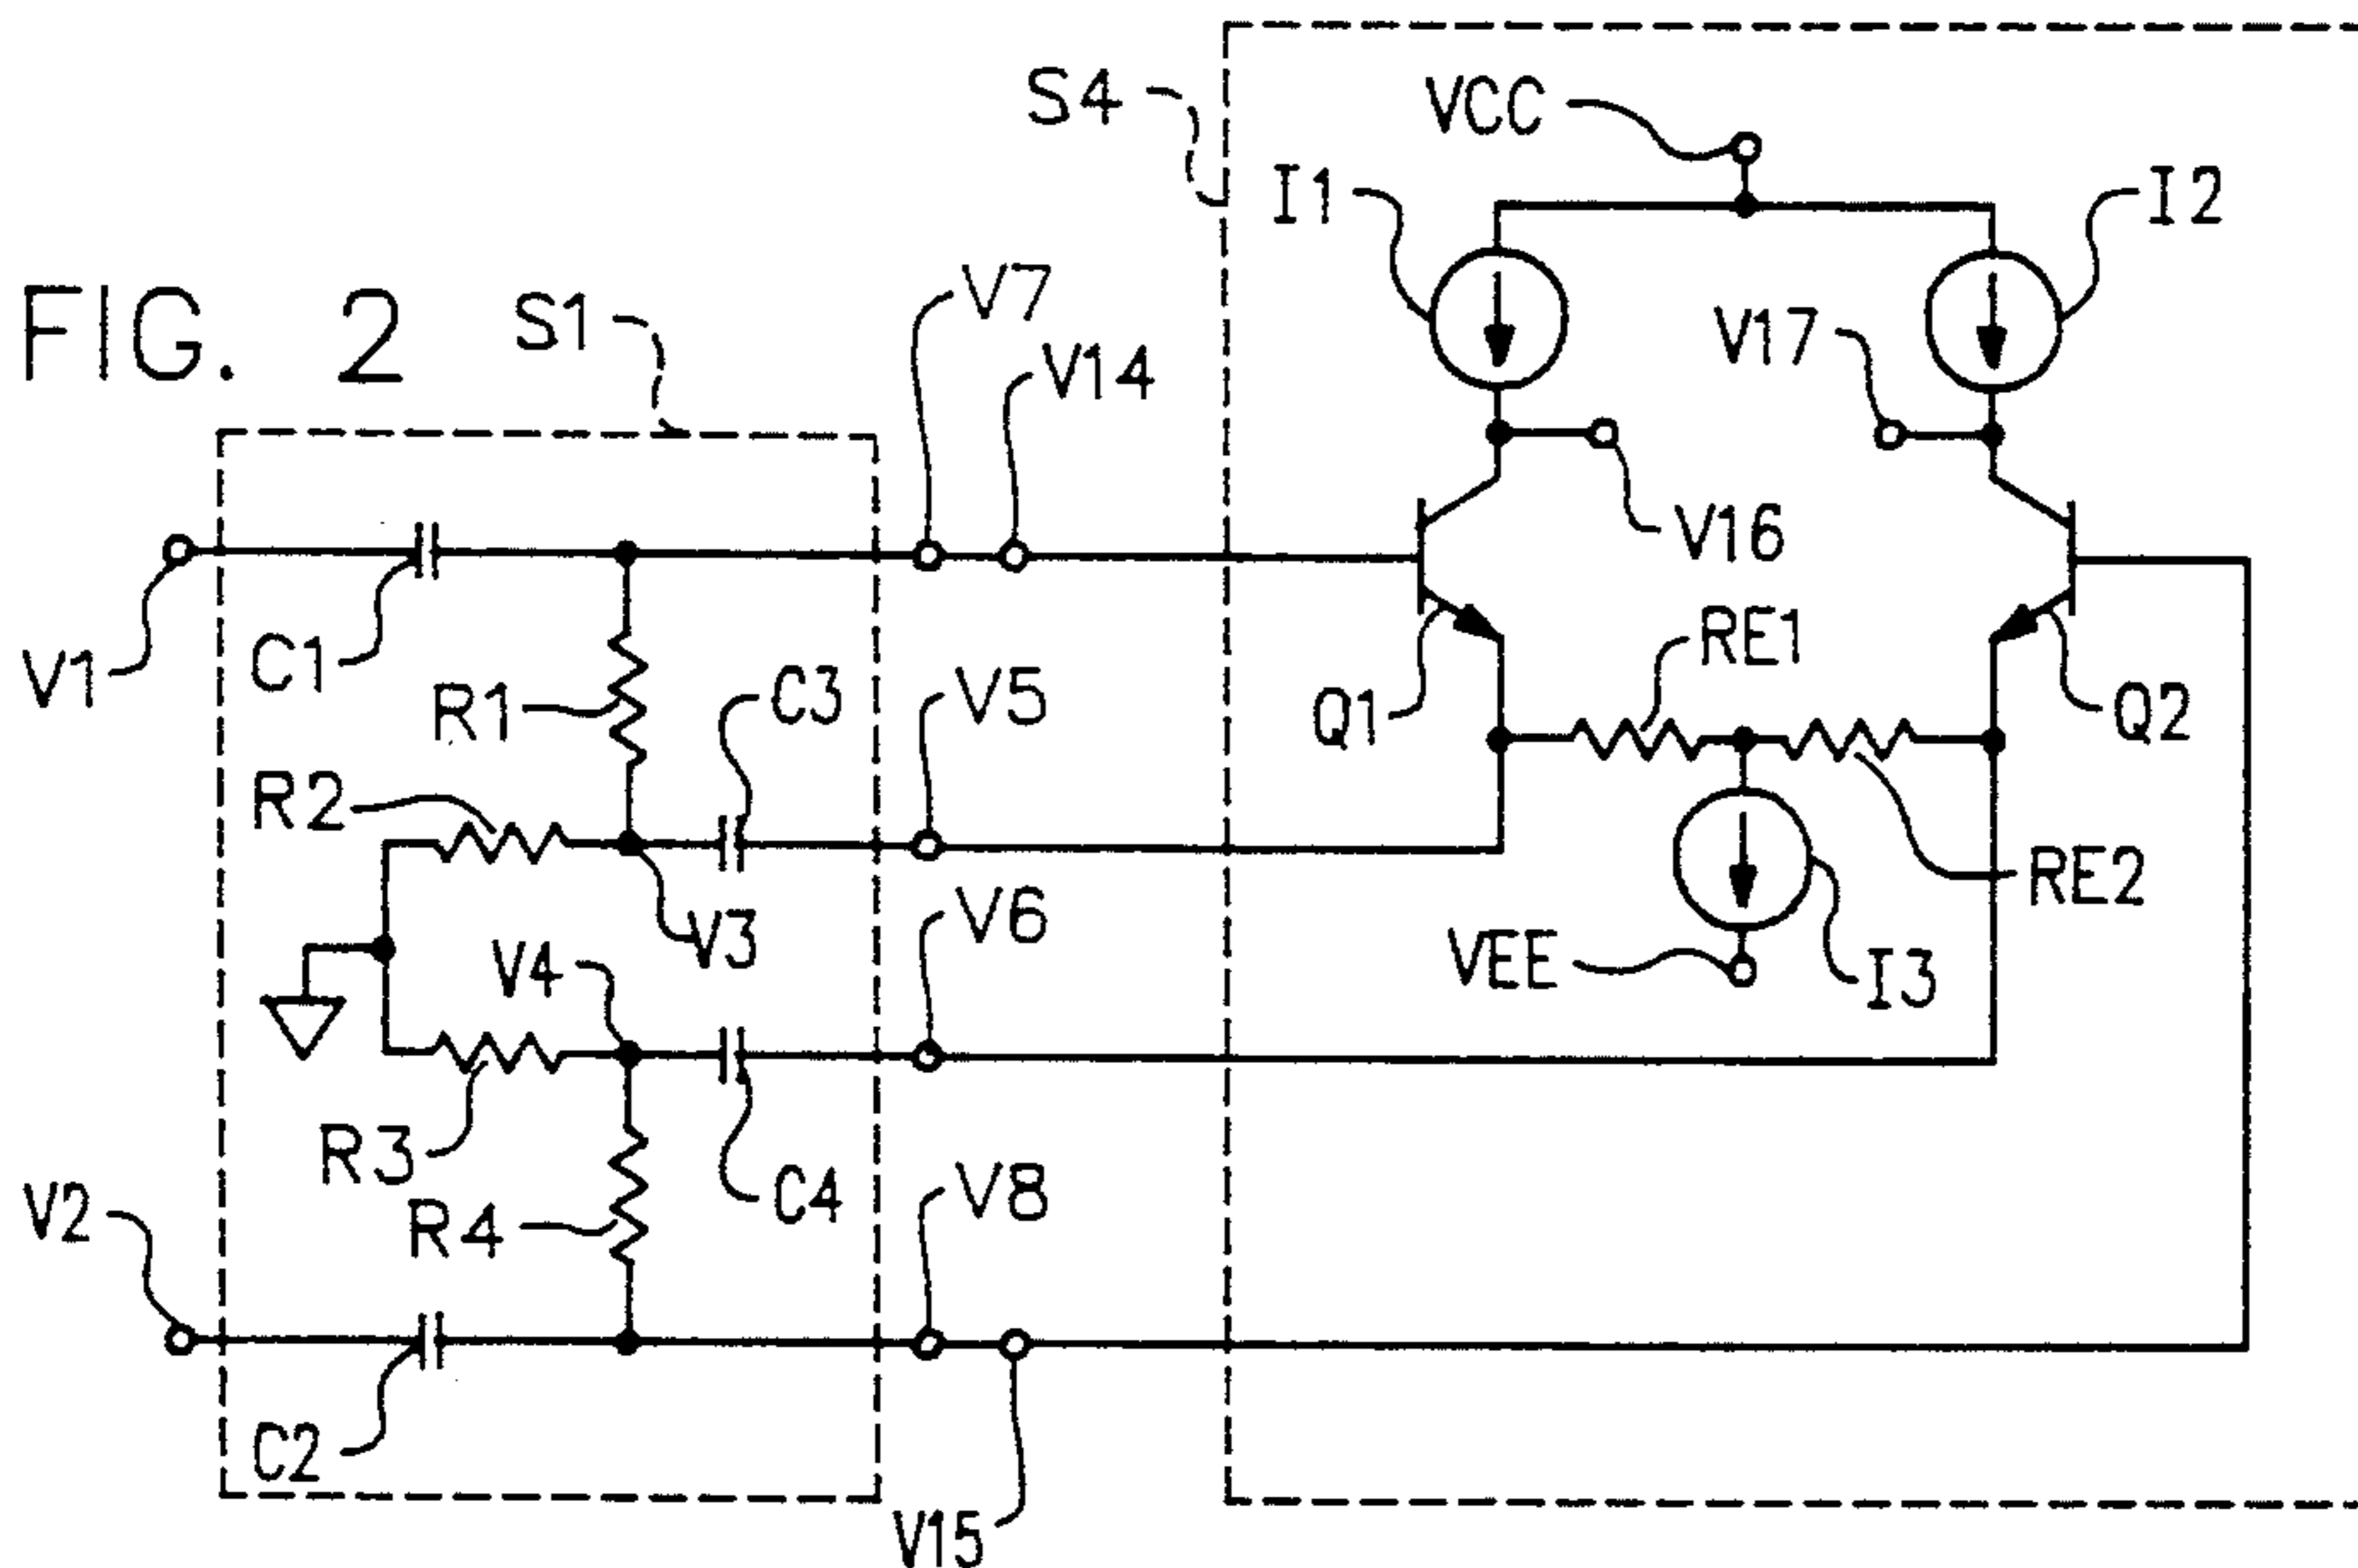 S4
VCC
I1
I2
FIG. 2
S1
V7
V14
V17
V16
V1
C1
R1
C3
V5
Q1
RE1
Q2
R2
V3
V6
RE2
V4
VEE
I3
R3
V2
R4
C4
V8
C2
V15